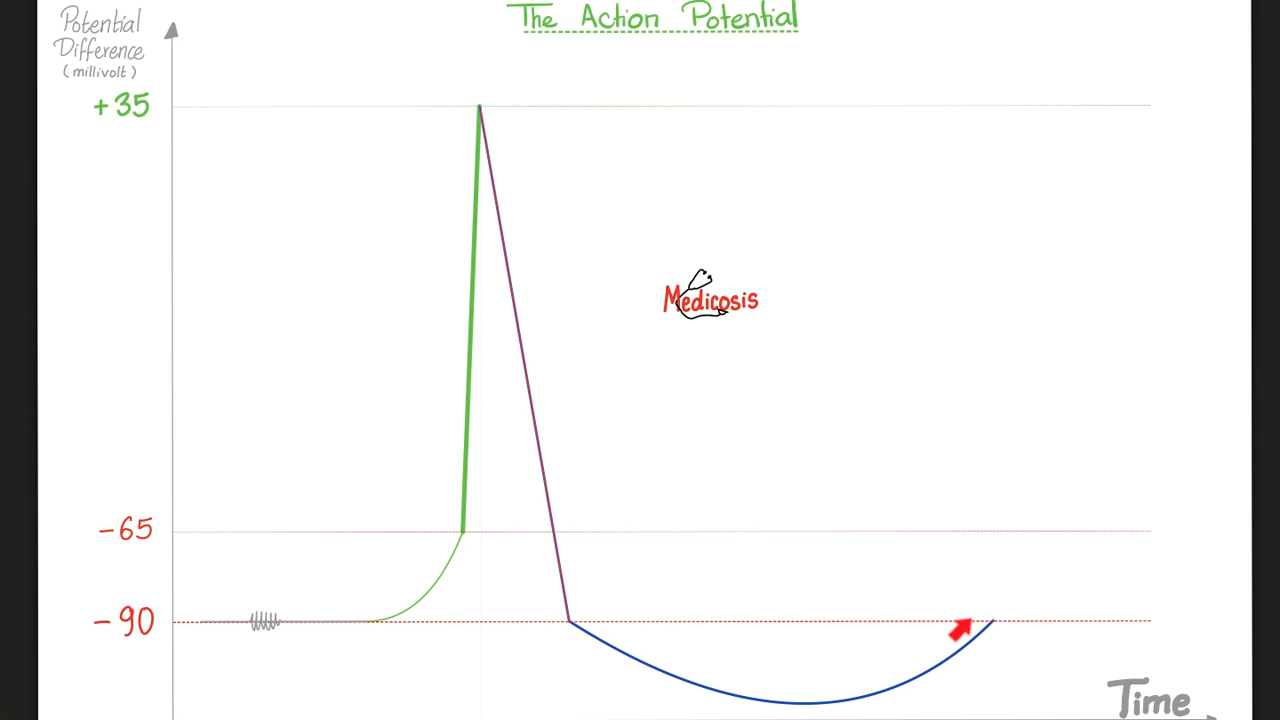 The Action Potential
Potential
Difference
(millivolt)
+35
Medicosis
-65
-90
Time